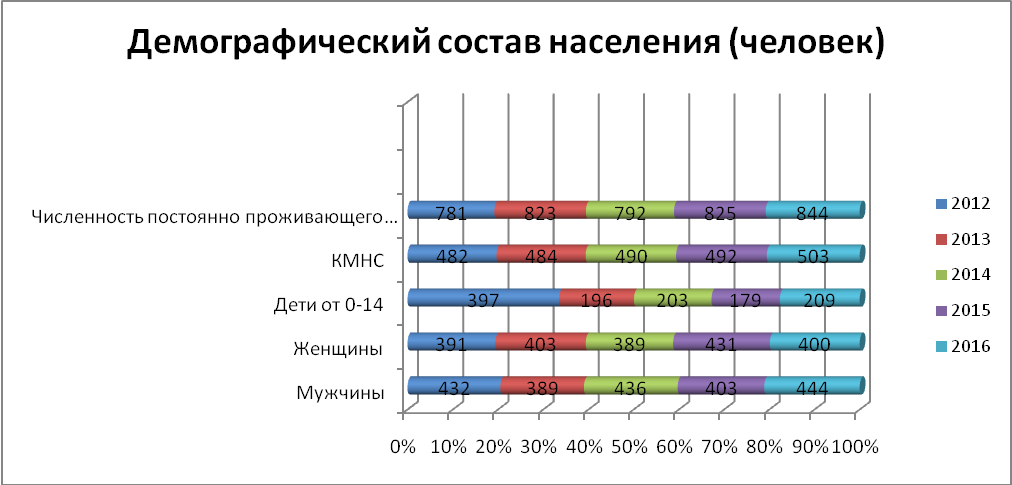 Демографический состав населения (человек)
Численность постоянно проживающего… 781 823 792 825 844
КМНС 482 484 490 492 503
Дети от 0-14 397 196 203 179 209
Женщины 391 403 389 431 400
Мужчины 432 389 436 403 444
0% 10% 20% 30% 40% 50% 60% 70% 80% 90% 100%
2012
2013
2014
2015
2016